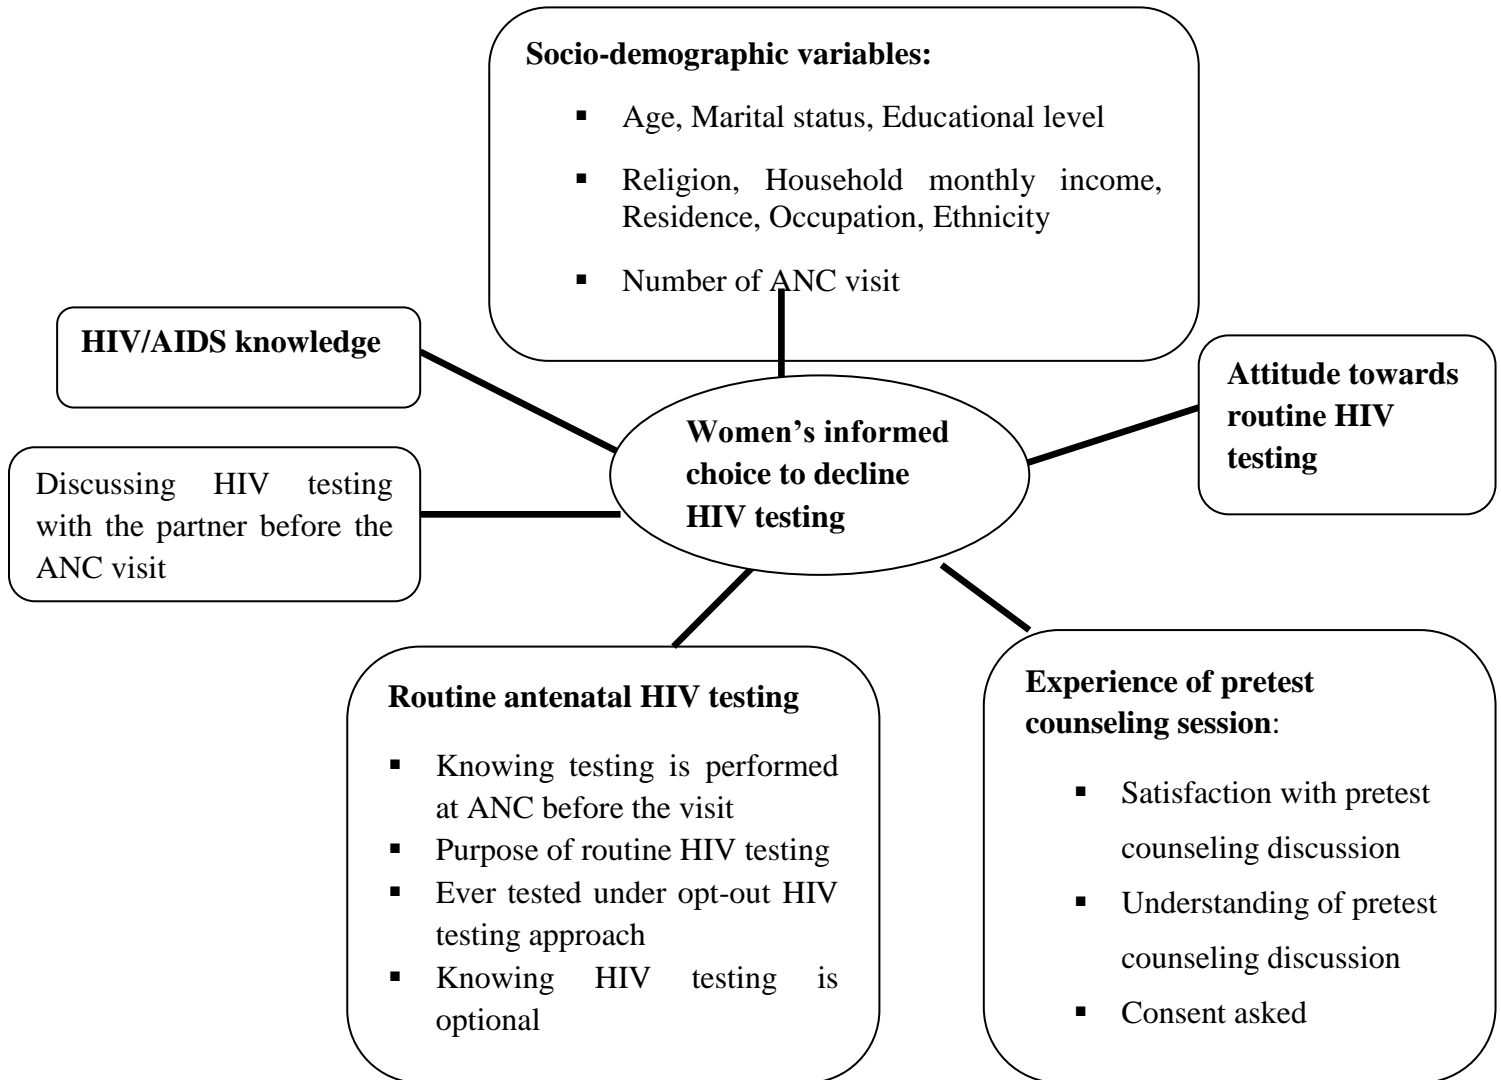 Socio-demographic variables:
▪ Age, Marital status, Educational level
▪ Religion, Household monthly income,
Residence, Occupation, Ethnicity
▪ Number of ANC visit
HIV/AIDS knowledge
Attitude towards
routine HIV
testing
Women’s informed
choice to decline
HIV testing
Discussing HIV testing
with the partner before the
ANC visit
Routine antenatal HIV testing
▪ Knowing testing is performed
at ANC before the visit
▪ Purpose of routine HIV testing
▪ Ever tested under opt-out HIV
testing approach
▪ Knowing HIV testing is
optional
Experience of pretest
counseling session:
▪ Satisfaction with pretest
counseling discussion
▪ Understanding of pretest
counseling discussion
▪ Consent asked